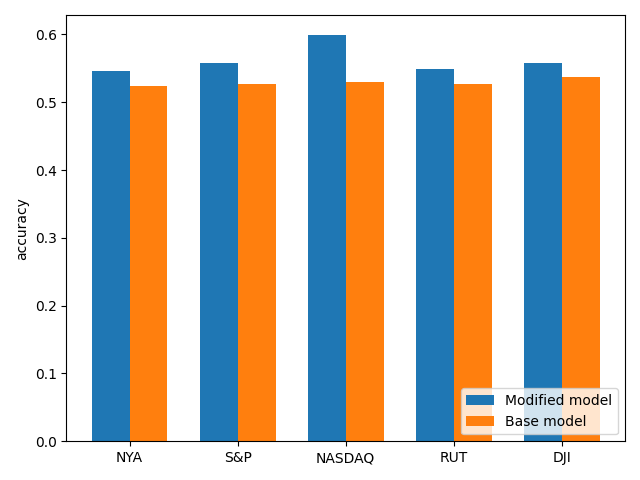 accuracy
0.6
0.5
0.4
0.3
0.2
0.1
0.0
NYA
S&P
NASDAQ
RUT
DJI
Modified model
Base model